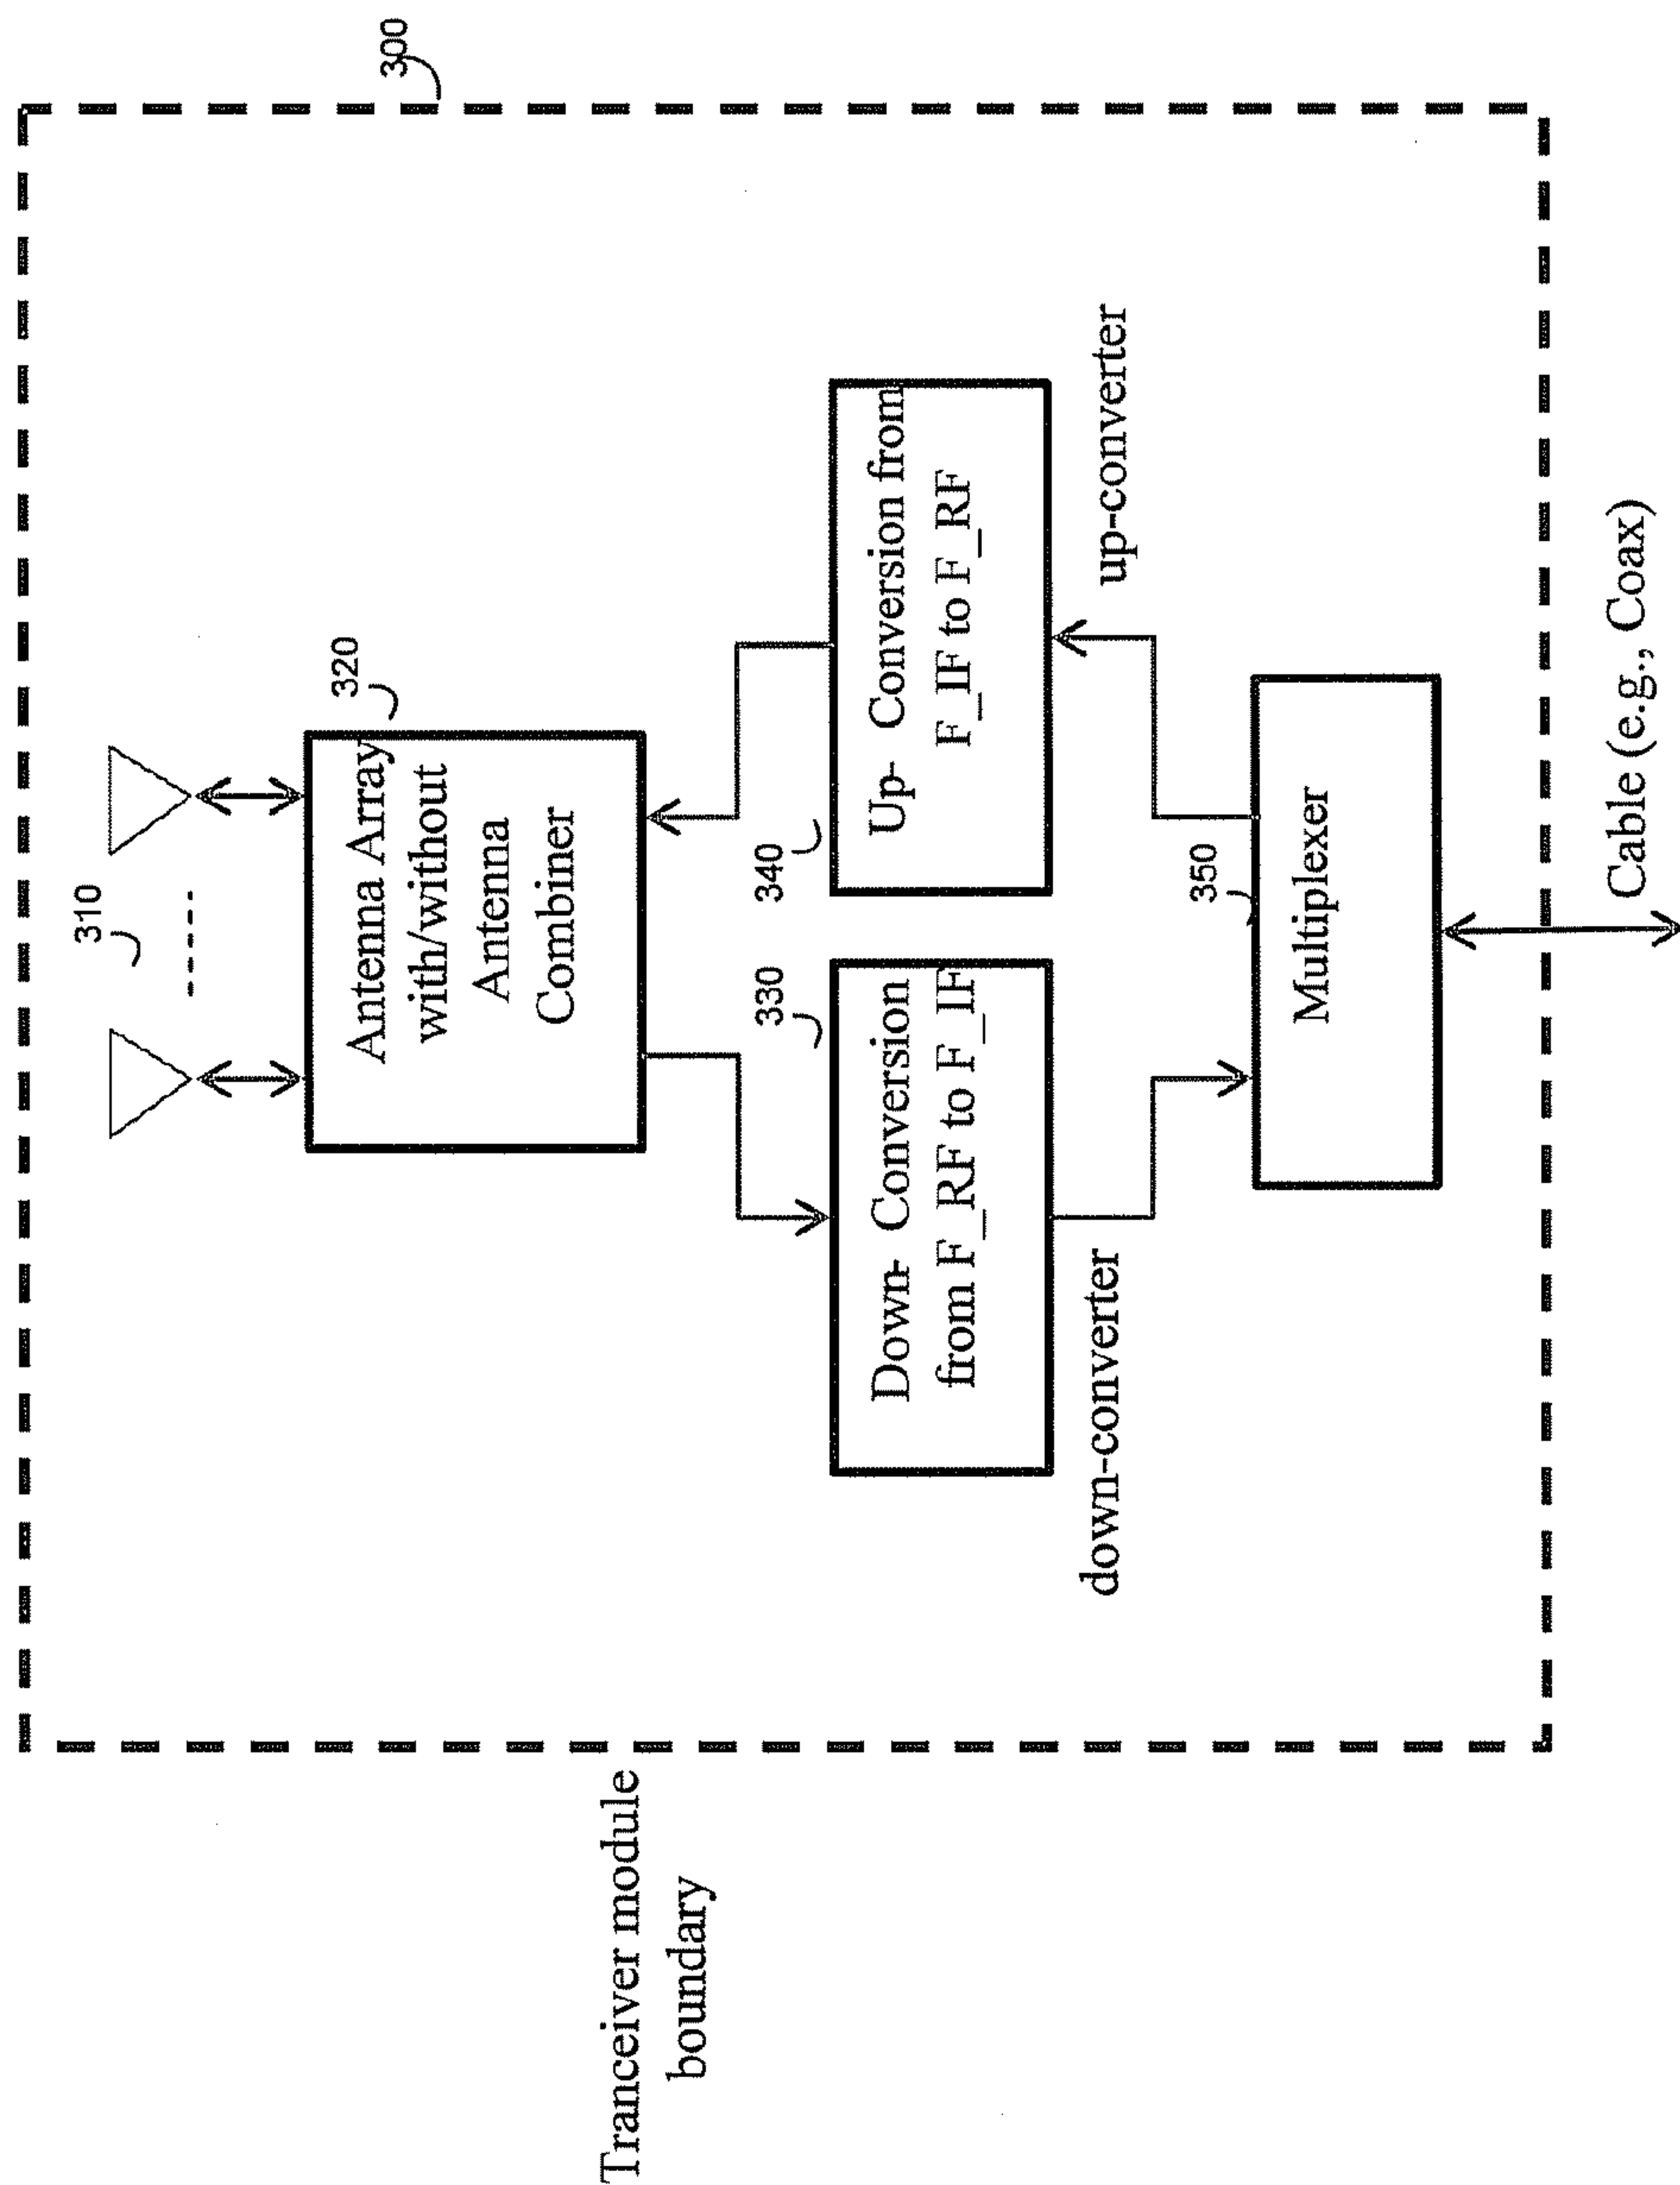 Tranceiver module
boundary
300
310
320
Antenna Array
with/without
Antenna
Combiner
330
Down- Conversion
from F_RF to F_IF
down-converter
340
Up- Conversion from
F_IF to F_RF
up-converter
350
Multiplexer
Cable (e.g., Coax)